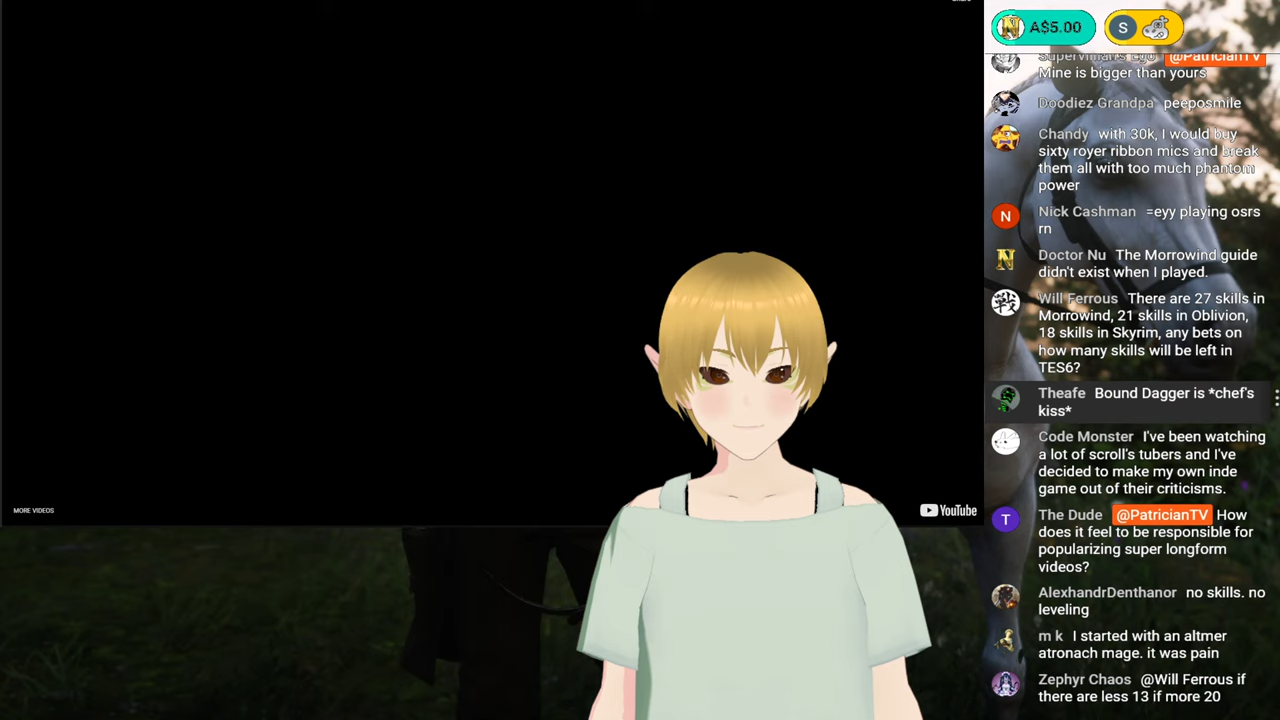 MORE VIDEOS
YouTube
N A$5.00 S
Superviman's Ego @PatricianTV
Mine is bigger than yours
Doodiez Grandpa peeposmile
Chandy with 30k, I would buy
sixty royer ribbon mics and break
them all with too much phantom
power
N Nick Cashman =eyy playing osrs
rn
N Doctor Nu The Morrowind guide
didn't exist when I played.
戦 Will Ferrous There are 27 skills in
Morrowind, 21 skills in Oblivion,
18 skills in Skyrim, any bets on
how many skills will be left in
TES6?
Theafe Bound Dagger is *chef's
kiss*
Code Monster I've been watching
a lot of scroll's tubers and I've
decided to make my own inde
game out of their criticisms.
T The Dude @PatricianTV How
does it feel to be responsible for
popularizing super longform
videos?
AlexhandrDenthanor no skills. no
leveling
m k I started with an altmer
atronach mage. it was pain
Zephyr Chaos @Will Ferrous if
there are less 13 if more 20